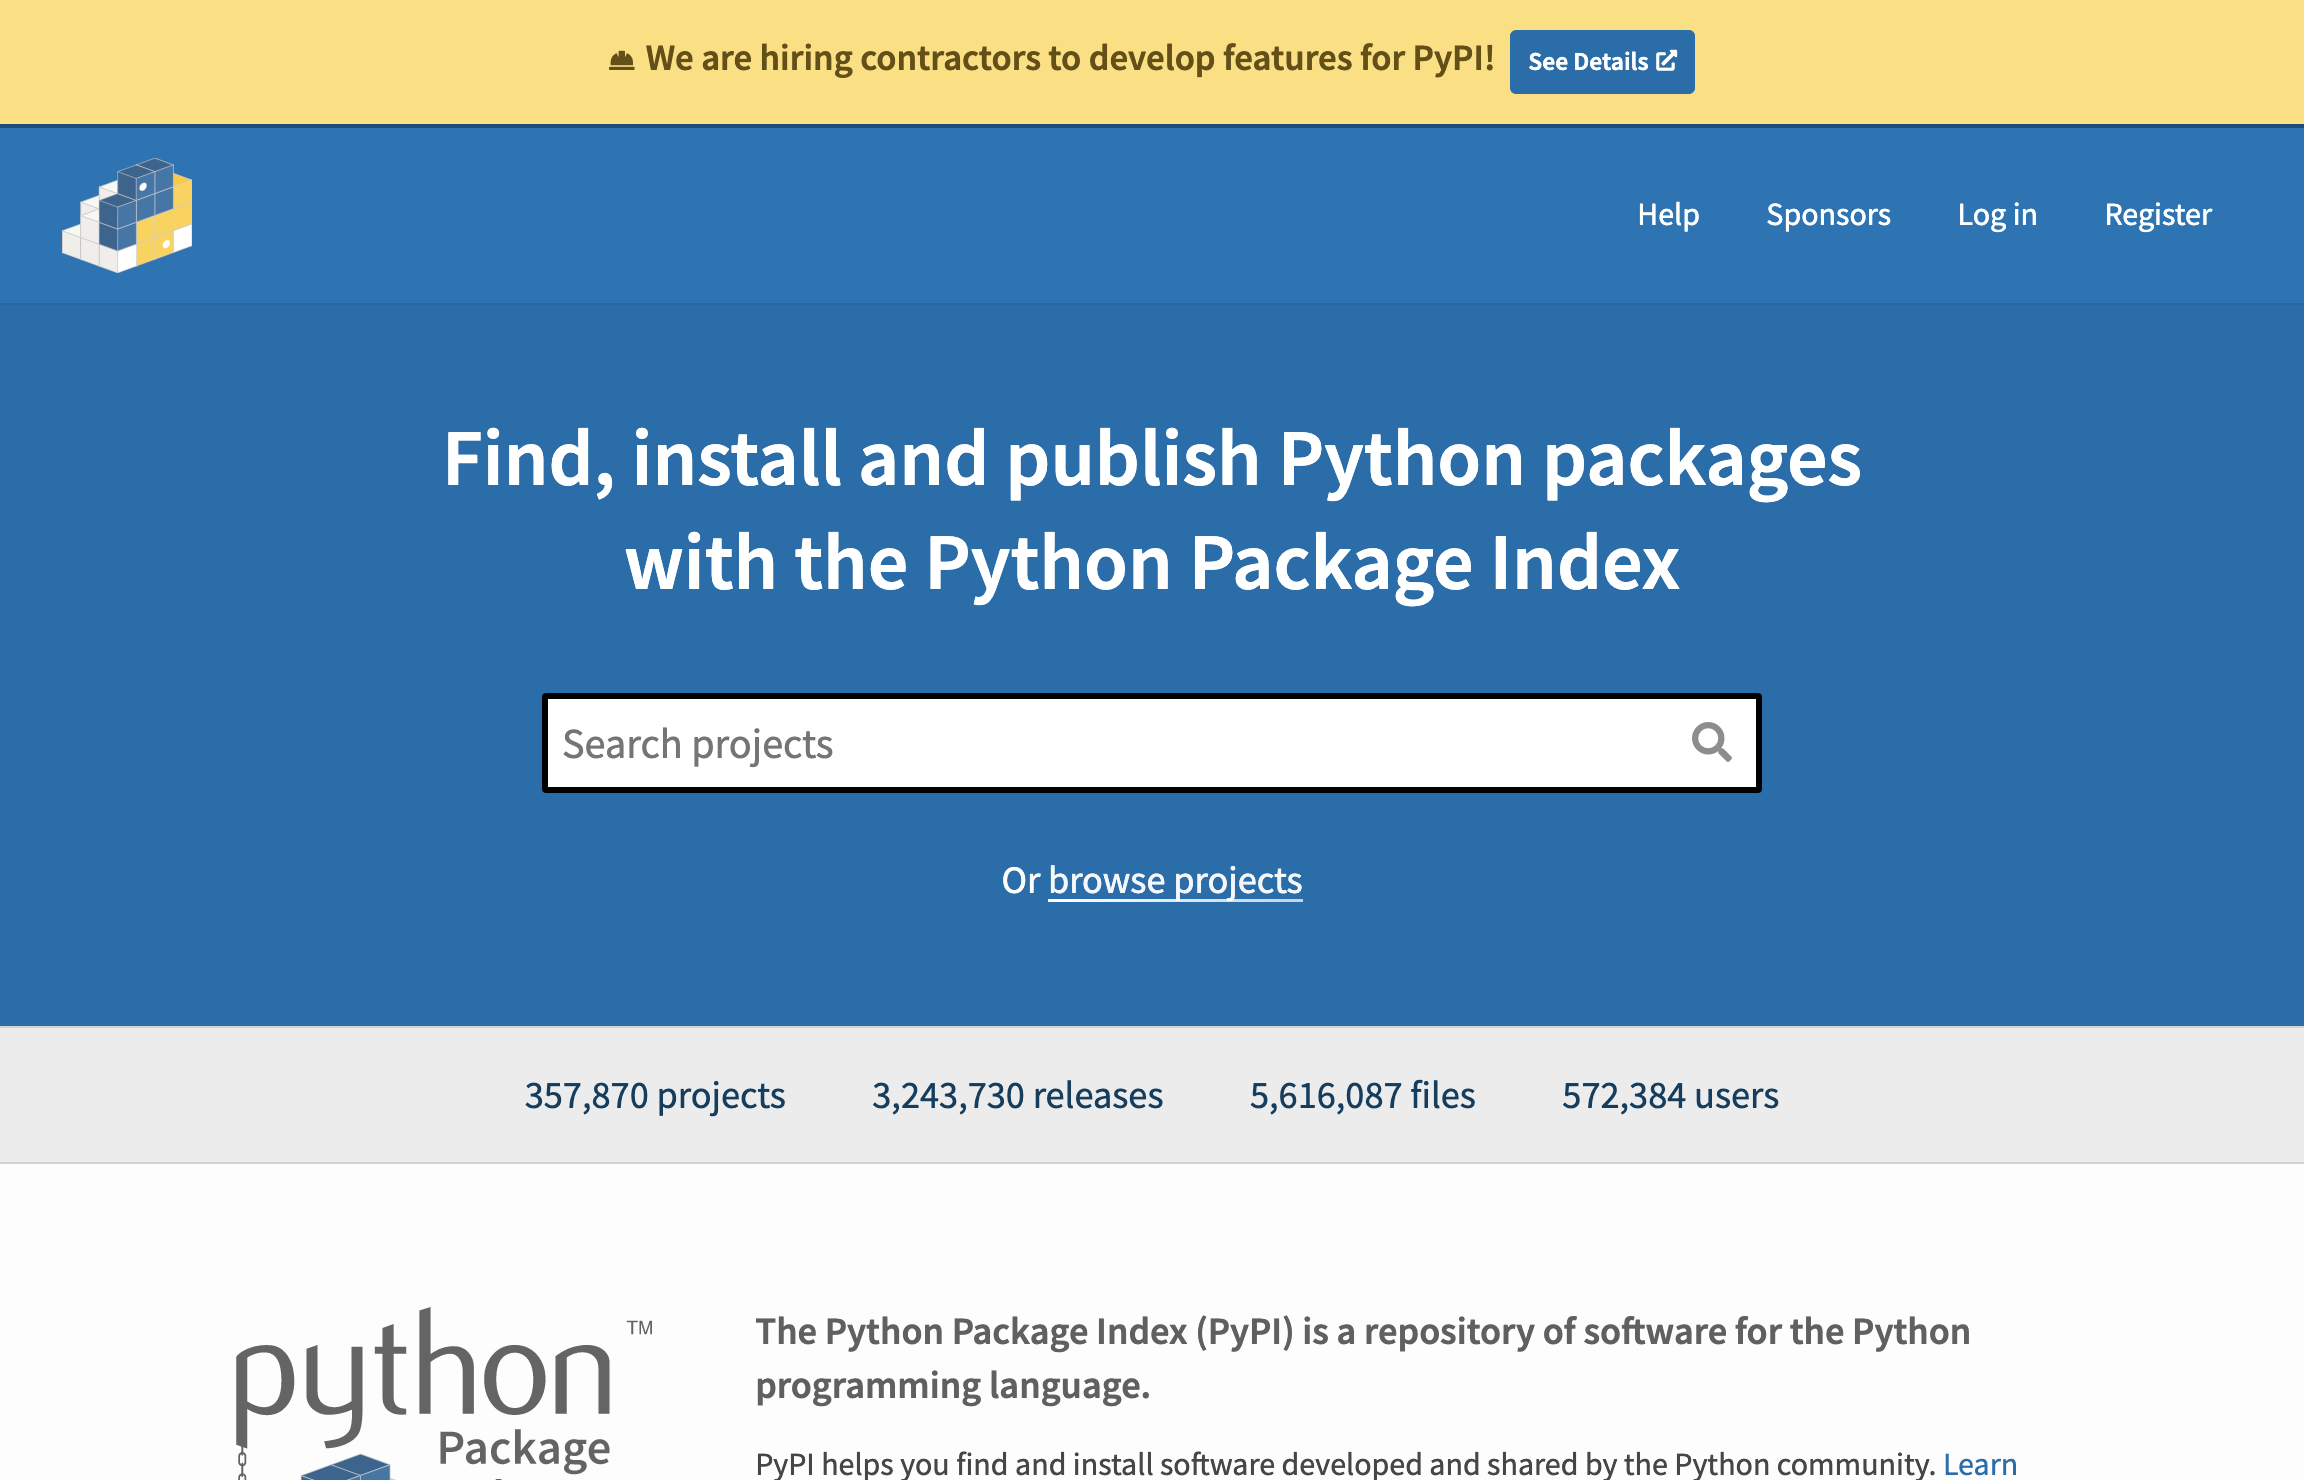 We are hiring contractors to develop features for PyPI! See Details
Help Sponsors Log in Register
Find, install and publish Python packages
with the Python Package Index
Search projects
Or browse projects
357,870 projects 3,243,730 releases 5,616,087 files 572,384 users
python TM
Package
The Python Package Index (PyPI) is a repository of software for the Python
programming language.
PyPI helps you find and install software developed and shared by the Python community. Learn